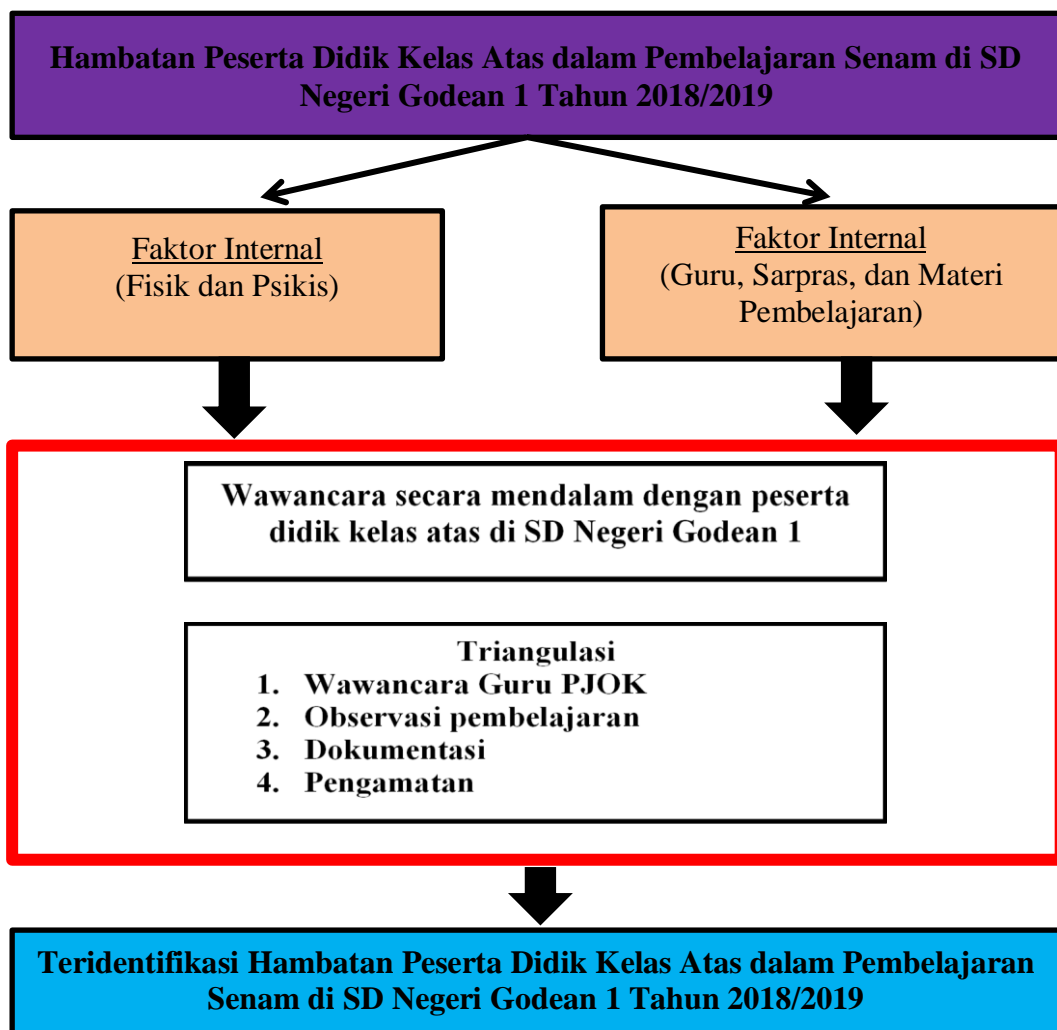 Hambatan Peserta Didik Kelas Atas dalam Pembelajaran Senam di SD
Negeri Godean 1 Tahun 2018/2019
Faktor Internal
(Fisik dan Psikis)
Faktor Internal
(Guru, Sarpras, dan Materi
Pembelajaran)
Wawancara secara mendalam dengan peserta
didik kelas atas di SD Negeri Godean 1
Triangulasi
1. Wawancara Guru PJOK
2. Observasi pembelajaran
3. Dokumentasi
4. Pengamatan
Teridentifikasi Hambatan Peserta Didik Kelas Atas dalam Pembelajaran
Senam di SD Negeri Godean 1 Tahun 2018/2019